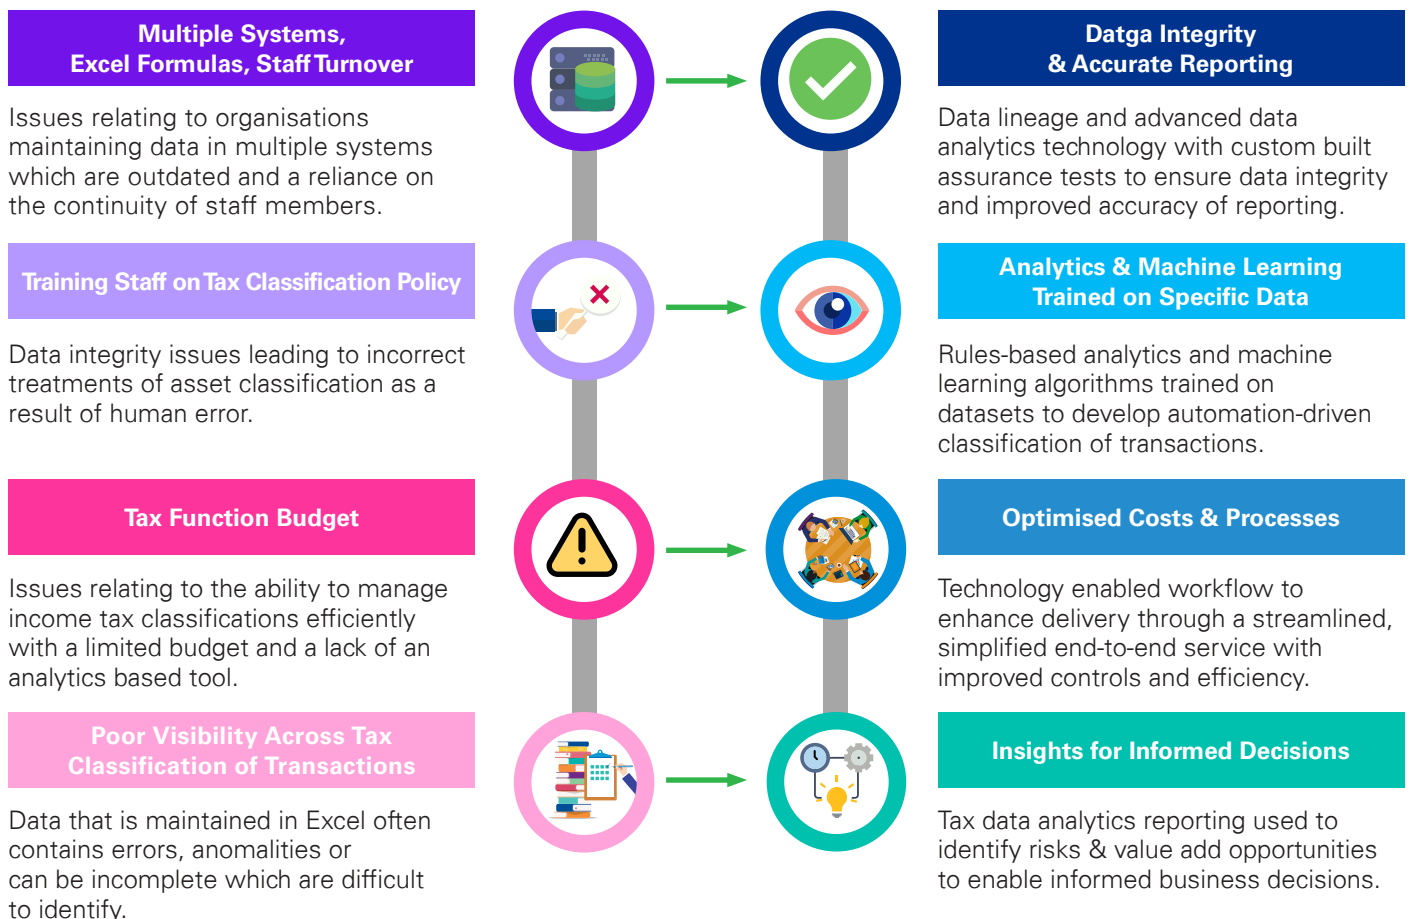 Multiple Systems,
Excel Formulas, Staff Turnover
Issues relating to organisations
maintaining data in multiple systems
which are outdated and a reliance on
the continuity of staff members.
Datga Integrity
& Accurate Reporting
Data lineage and advanced data
analytics technology with custom built
assurance tests to ensure data integrity
and improved accuracy of reporting.
Training Staff on Tax Classification Policy
Data integrity issues leading to incorrect
treatments of asset classification as a
result of human error.
Analytics & Machine Learning
Trained on Specific Data
Rules-based analytics and machine
learning algorithms trained on
datasets to develop automation-driven
classification of transactions.
Tax Function Budget
Issues relating to the ability to manage
income tax classifications efficiently
with a limited budget and a lack of an
analytics based tool.
Optimised Costs & Processes
Technology enabled workflow to
enhance delivery through a streamlined,
simplified end-to-end service with
improved controls and efficiency.
Poor Visibility Across Tax
Classification of Transactions
Data that is maintained in Excel often
contains errors, anomalities or
can be incomplete which are difficult
to identify.
Insights for Informed Decisions
Tax data analytics reporting used to
identify risks & value add opportunities
to enable informed business decisions.